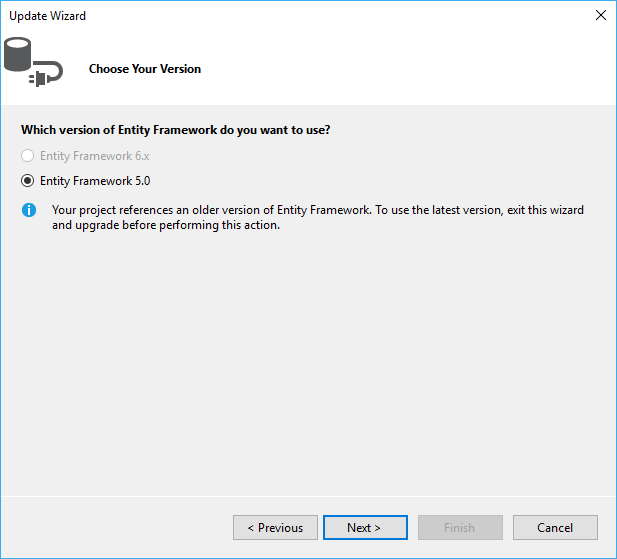 Update Wizard
Choose Your Version
Which version of Entity Framework do you want to use?
Entity Framework 6.x
Entity Framework 5.0
Your project references an older version of Entity Framework. To use the latest version, exit this wizard
and upgrade before performing this action.
< Previous
Next >
Finish
Cancel